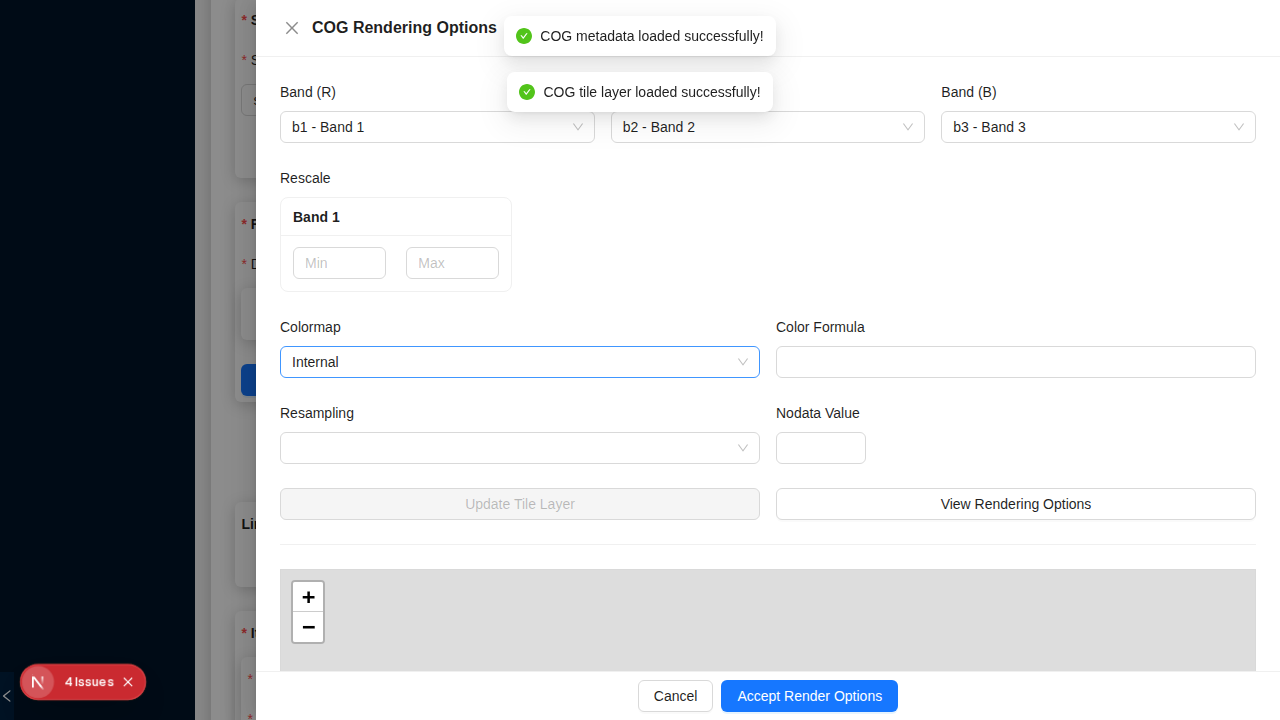 COG Rendering Options
COG metadata loaded successfully!
COG tile layer loaded successfully!
Band (R)
Band (B)
b1 - Band 1
b2 - Band 2
b3 - Band 3
Rescale
Band 1
Min
Max
Colormap
Color Formula
Internal
Resampling
Nodata Value
Update Tile Layer
View Rendering Options
+
−
4 Issues
Cancel
Accept Render Options